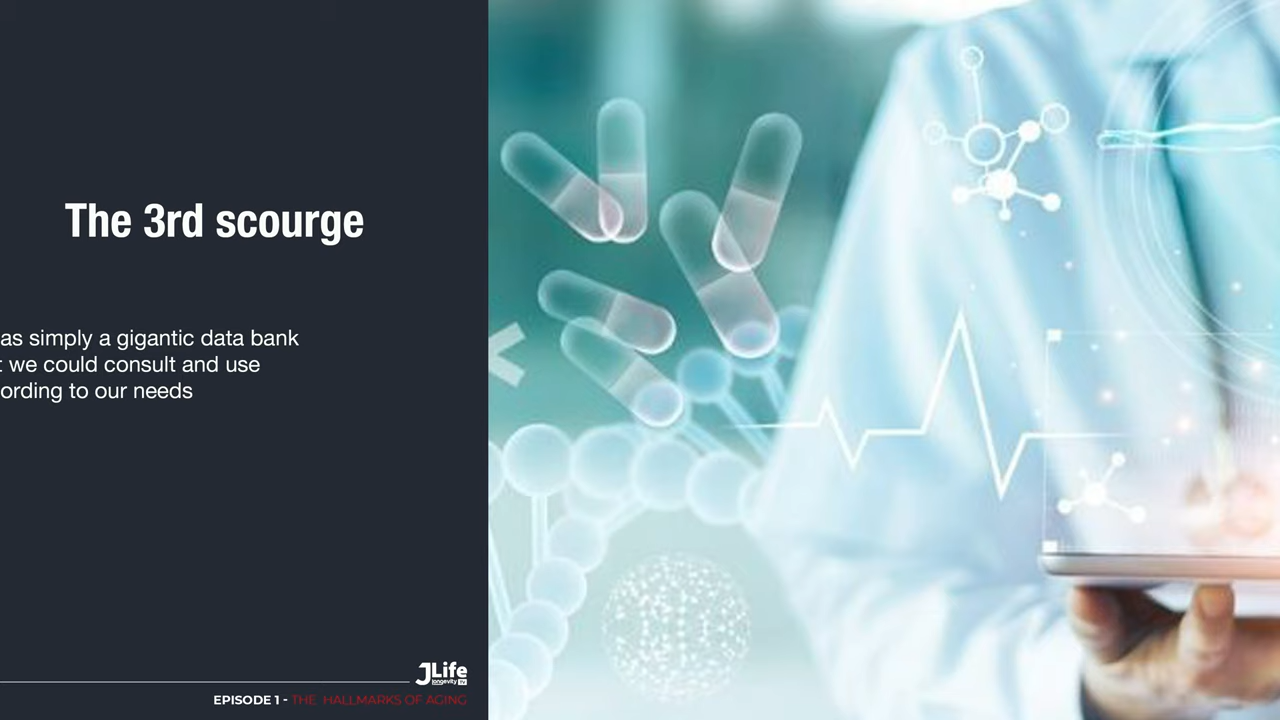 The 3rd scourge
as simply a gigantic data bank
we could consult and use
ording to our needs
JLife
longevity TV
EPISODE 1 - THE HALLMARKS OF AGING